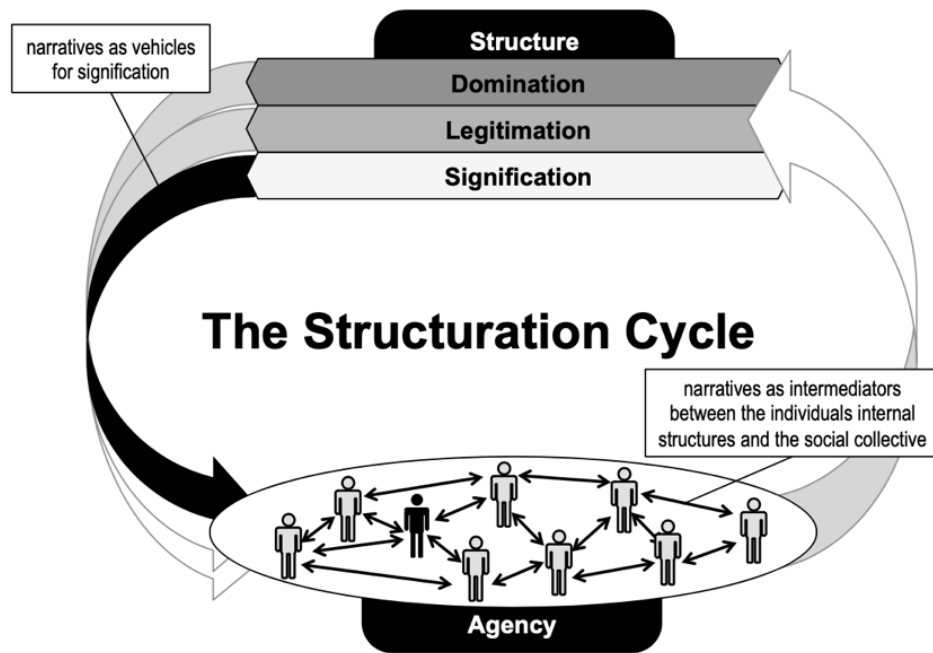 narratives as vehicles
for signification
Structure
Domination
Legitimation
Signification
The Structuration Cycle
narratives as intermediators
between the individuals internal
structures and the social collective
Agency